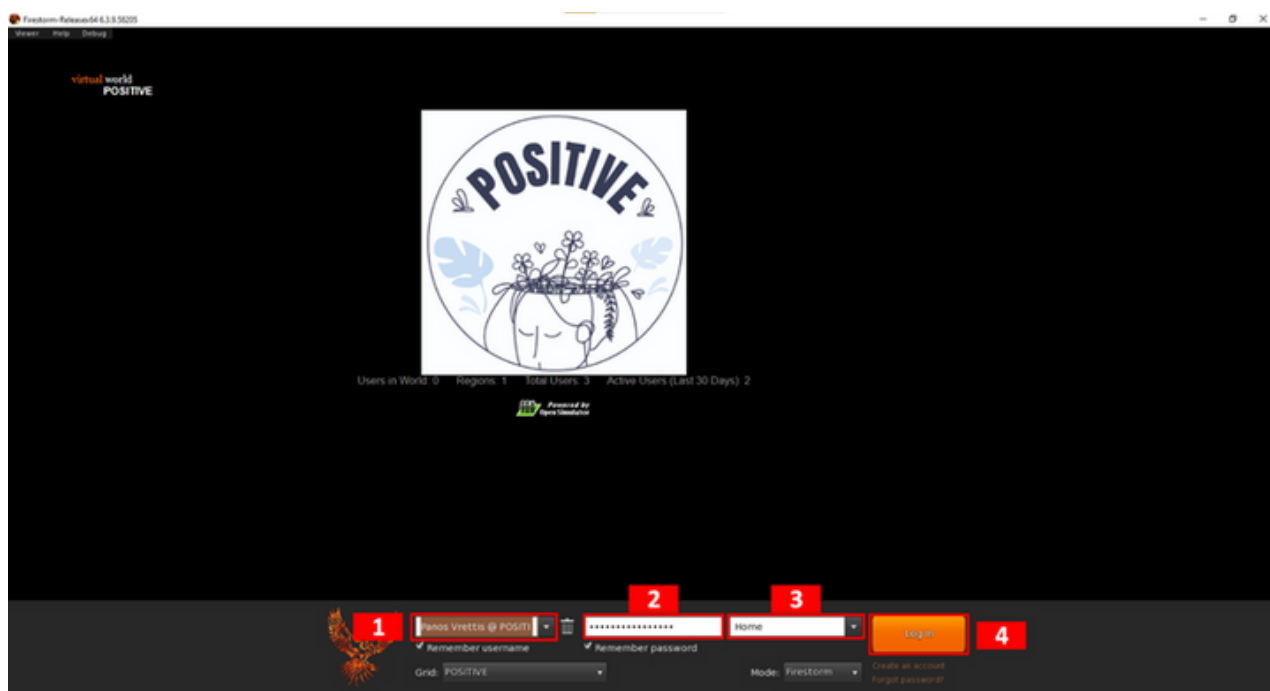 Firestorm-Releasex64 6.3.9.58205
Viewer Help Debug
virtual world
POSITIVE
POSITIVE
Users in World: 0 Regions: 1 Total Users: 3 Active Users (Last 30 Days): 2
Powered by
OpenSimulator
2 3
1 Panos Vrettis @ POSITI Home Log In 4
Remember username Remember password
Grid: POSITIVE Mode: Firestorm Create an account
Forgot password?